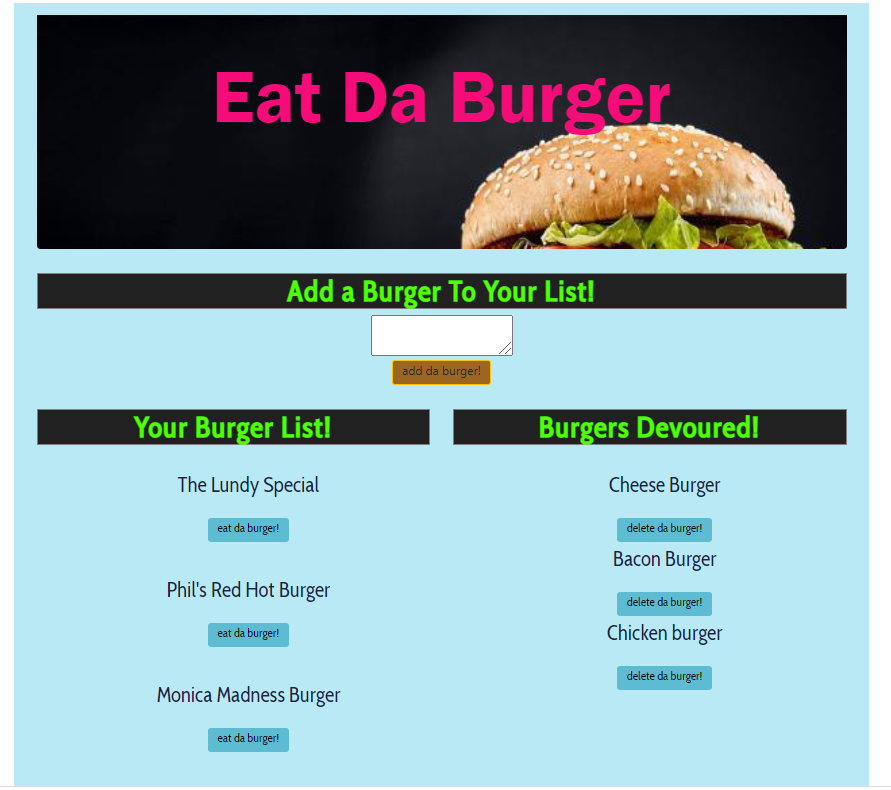 Eat Da Burger
Add a Burger To Your List!
add da burger!
Your Burger List!
The Lundy Special
eat da burger!
Phil's Red Hot Burger
eat da burger!
Monica Madness Burger
eat da burger!
Burgers Devoured!
Cheese Burger
delete da burger!
Bacon Burger
delete da burger!
Chicken burger
delete da burger!